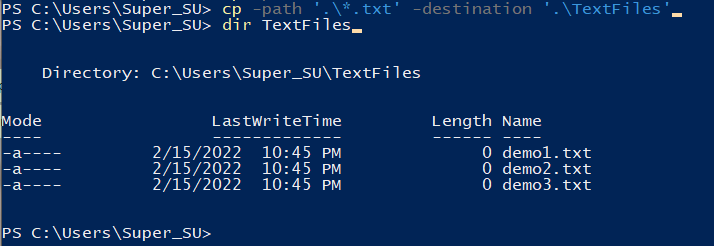 PS C:\Users\Super_SU> cp -path '.\*.txt' -destination '.\TextFiles'
PS C:\Users\Super_SU> dir TextFiles
Directory: C:\Users\Super_SU\TextFiles
Mode                 LastWriteTime         Length Name
----                 -------------         ------ ----
-a----         2/15/2022  10:45 PM              0 demo1.txt
-a----         2/15/2022  10:45 PM              0 demo2.txt
-a----         2/15/2022  10:45 PM              0 demo3.txt
PS C:\Users\Super_SU>